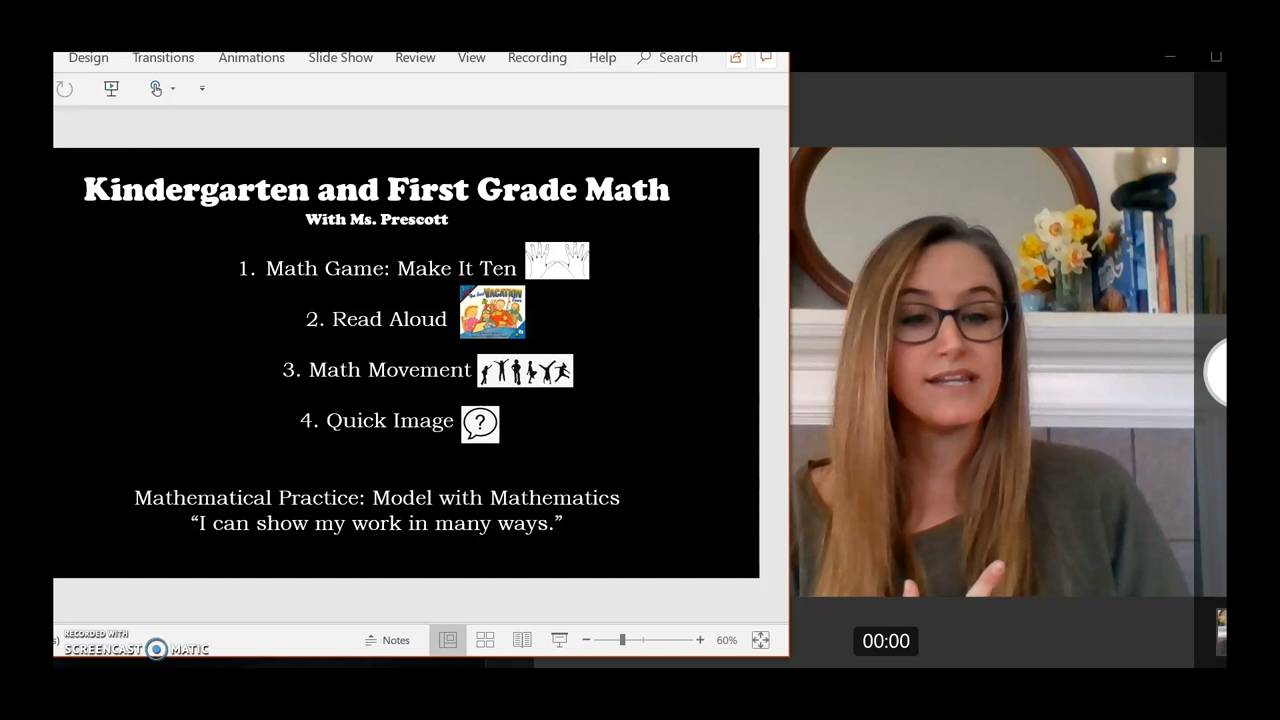 Design Transitions Animations Slide Show Review View Recording Help Search
Kindergarten and First Grade Math
With Ms. Prescott
1. Math Game: Make It Ten
2. Read Aloud
VACATION
3. Math Movement
4. Quick Image
?
Mathematical Practice: Model with Mathematics
“I can show my work in many ways.”
Notes 60%
RECORDED WITH
SCREENCAST MATIC
00:00